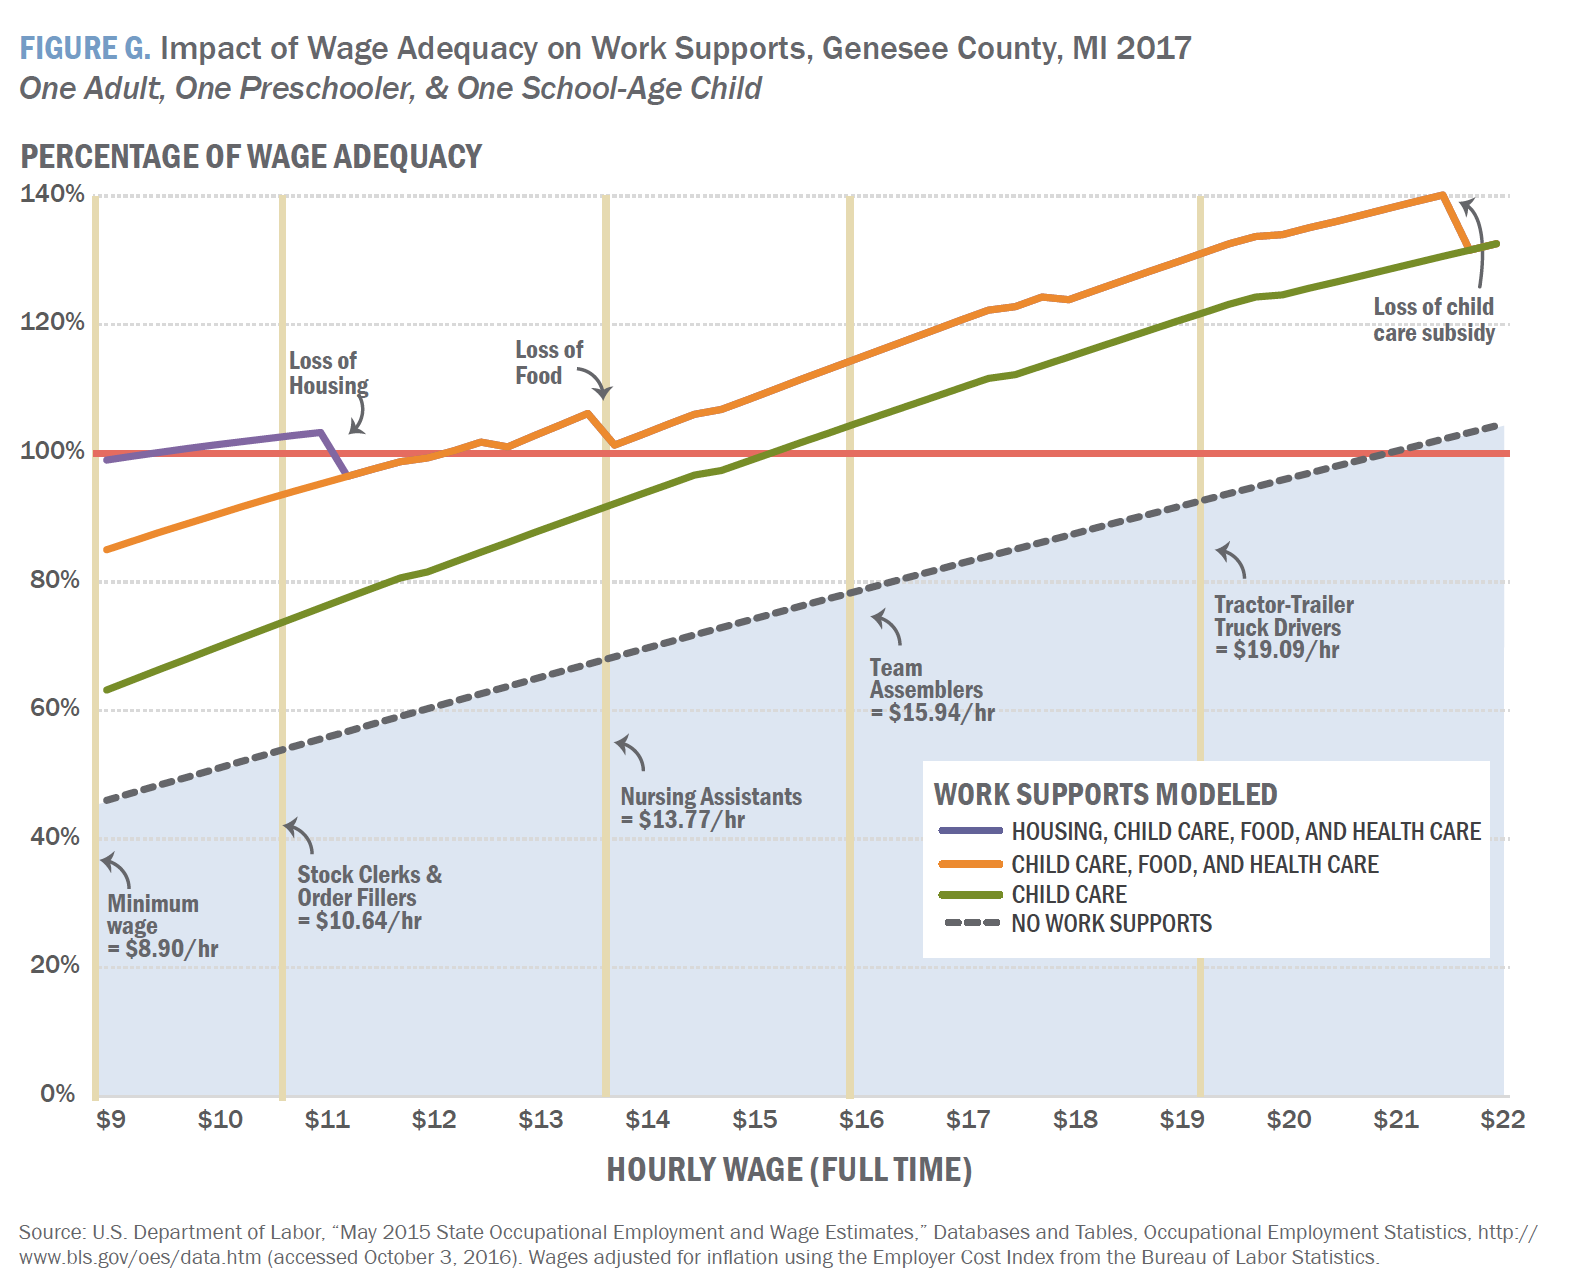 FIGURE G. Impact of Wage Adequacy on Work Supports, Genesee County, MI 2017
One Adult, One Preschooler, & One School-Age Child
PERCENTAGE OF WAGE ADEQUACY
140%
120%
100%
80%
60%
40%
20%
0%
Loss of
Housing
Loss of
Food
Loss of child
care subsidy
Minimum
wage
= $8.90/hr
Stock Clerks &
Order Fillers
= $10.64/hr
Nursing Assistants
= $13.77/hr
Team
Assemblers
= $15.94/hr
Tractor-Trailer
Truck Drivers
= $19.09/hr
WORK SUPPORTS MODELED
HOUSING, CHILD CARE, FOOD, AND HEALTH CARE
CHILD CARE, FOOD, AND HEALTH CARE
CHILD CARE
NO WORK SUPPORTS
$9 $10 $11 $12 $13 $14 $15 $16 $17 $18 $19 $20 $21 $22
HOURLY WAGE (FULL TIME)
Source: U.S. Department of Labor, “May 2015 State Occupational Employment and Wage Estimates,” Databases and Tables, Occupational Employment Statistics, http://
www.bls.gov/oes/data.htm (accessed October 3, 2016). Wages adjusted for inflation using the Employer Cost Index from the Bureau of Labor Statistics.